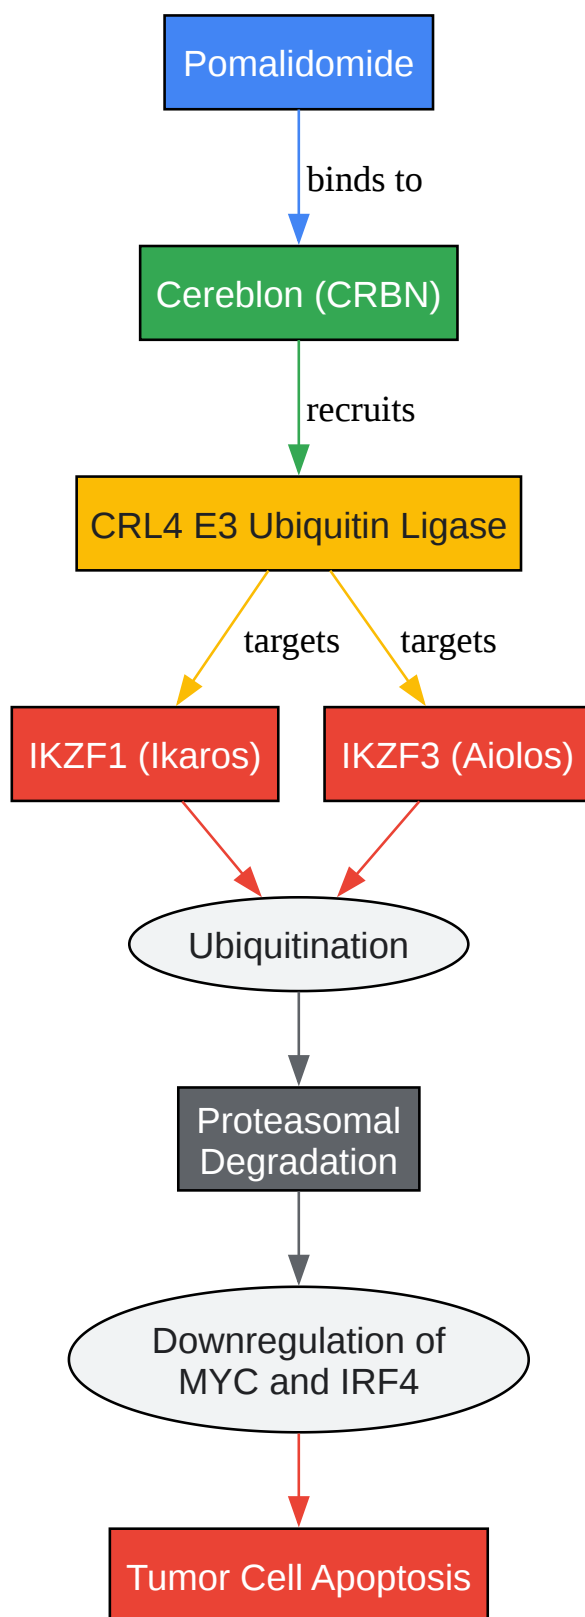 Pomalidomide
binds to
Cereblon (CRBN)
recruits
CRL4 E3 Ubiquitin Ligase
targets
targets
IKZF1 (Ikaros)
IKZF3 (Aiolos)
Ubiquitination
Proteasomal
Degradation
Downregulation of
MYC and IRF4
Tumor Cell Apoptosis